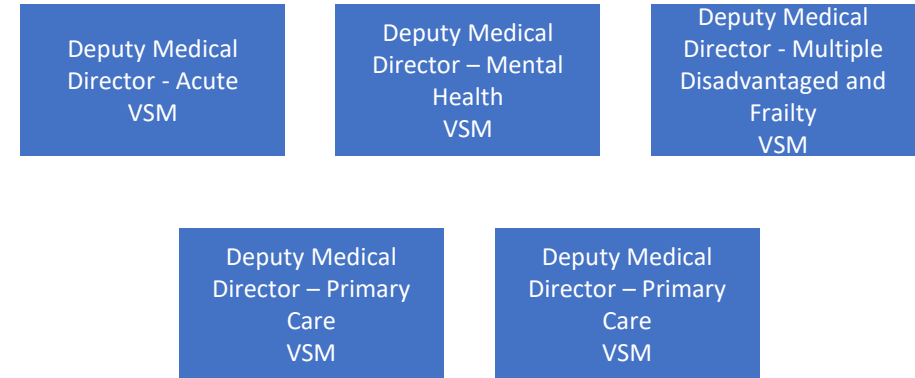 Deputy Medical
Director - Acute
VSM
Deputy Medical
Director – Mental
Health
VSM
Deputy Medical
Director - Multiple
Disadvantaged and
Frailty
VSM
Deputy Medical
Director – Primary
Care
VSM
Deputy Medical
Director – Primary
Care
VSM